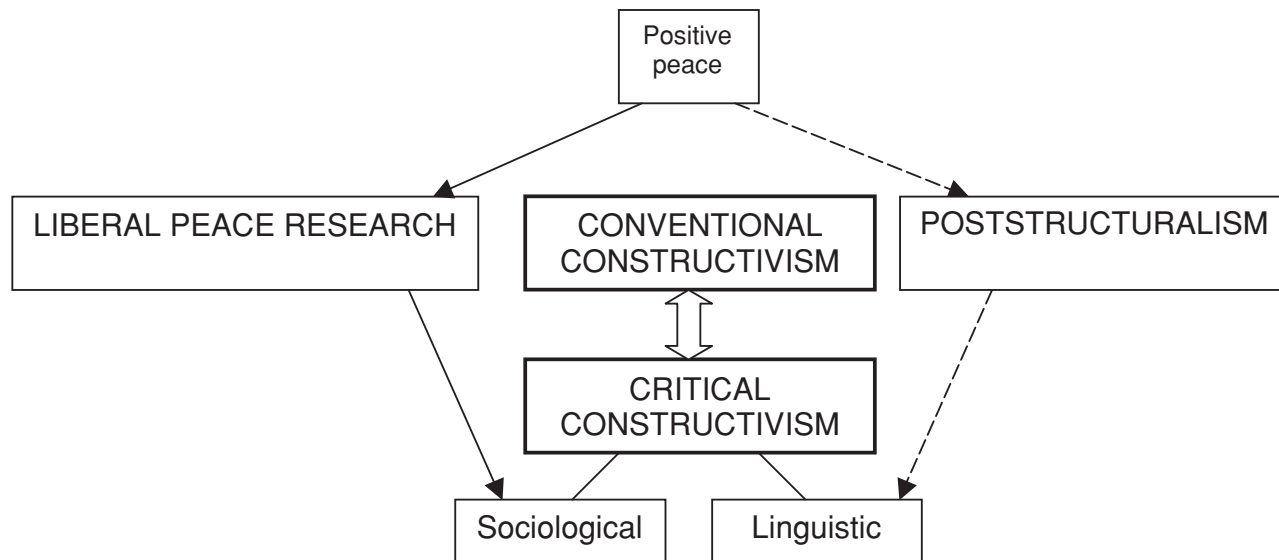 Positive
peace
LIBERAL PEACE RESEARCH
CONVENTIONAL
CONSTRUCTIVISM
POSTSTRUCTURALISM
CRITICAL
CONSTRUCTIVISM
Sociological
Linguistic